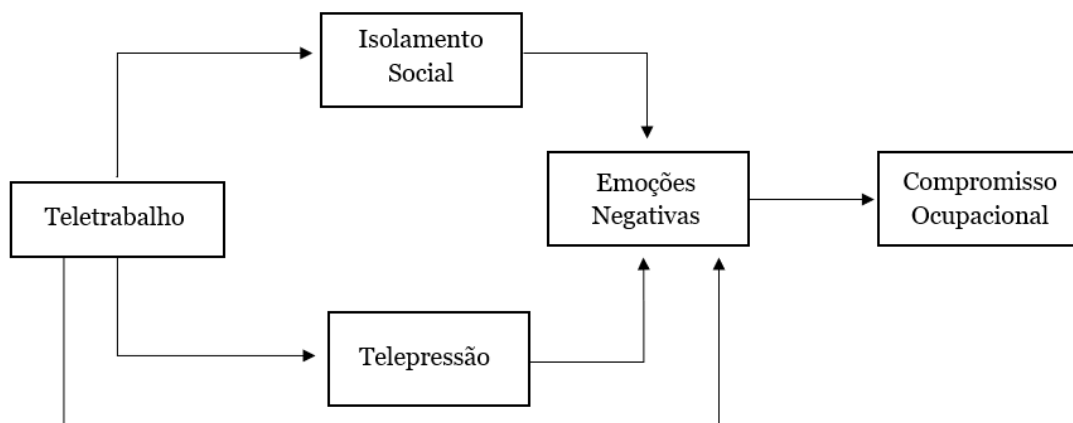 Isolamento
Social
Teletrabalho
Emoções
Negativas
Compromisso
Ocupacional
Telepressão